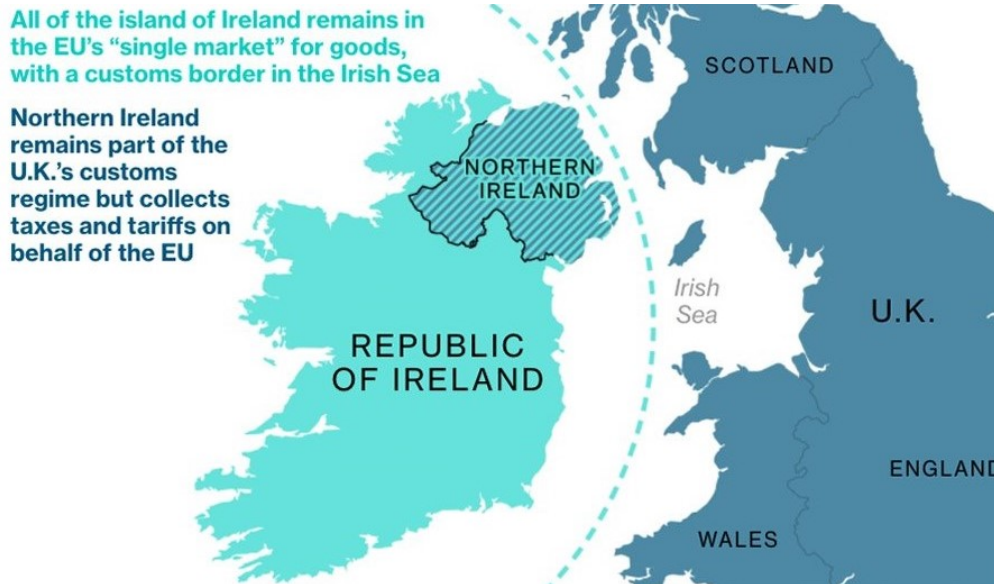 All of the island of Ireland remains in
the EU's “single market” for goods,
with a customs border in the Irish Sea
Northern Ireland
remains part of the
U.K.'s customs
regime but collects
taxes and tariffs on
behalf of the EU
SCOTLAND
NORTHERN
IRELAND
Irish
Sea
U.K.
REPUBLIC
OF IRELAND
ENGLAND
WALES